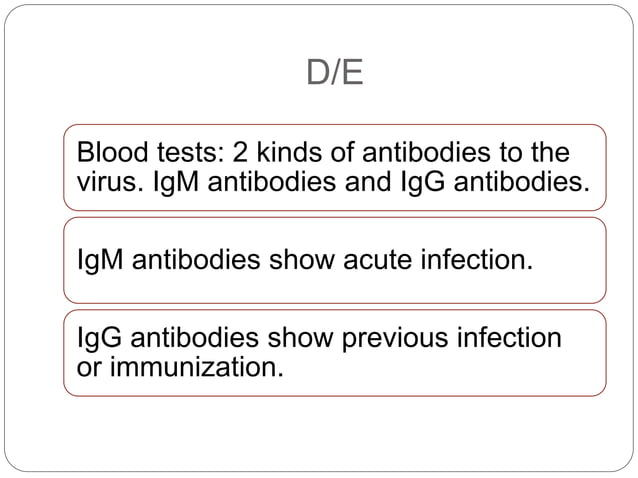 D/E
Blood tests: 2 kinds of antibodies to the
virus. IgM antibodies and IgG antibodies.
IgM antibodies show acute infection.
IgG antibodies show previous infection
or immunization.